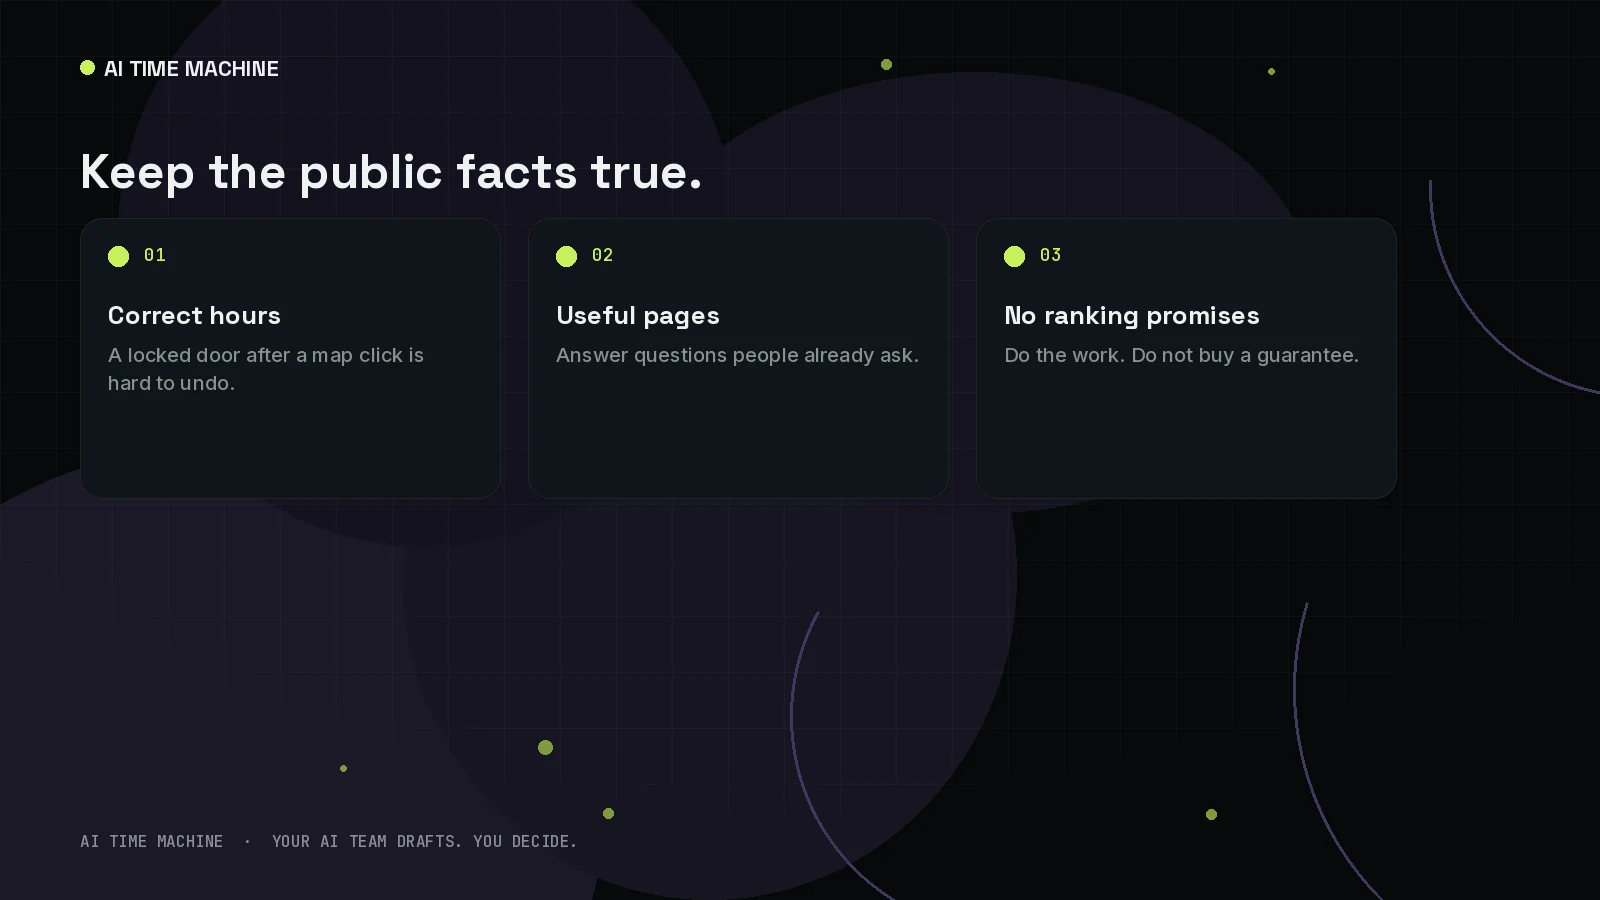 AI TIME MACHINE
Keep the public facts true.
01
Correct hours
A locked door after a map click is
hard to undo.
02
Useful pages
Answer questions people already ask.
03
No ranking promises
Do the work. Do not buy a guarantee.
AI TIME MACHINE · YOUR AI TEAM DRAFTS. YOU DECIDE.